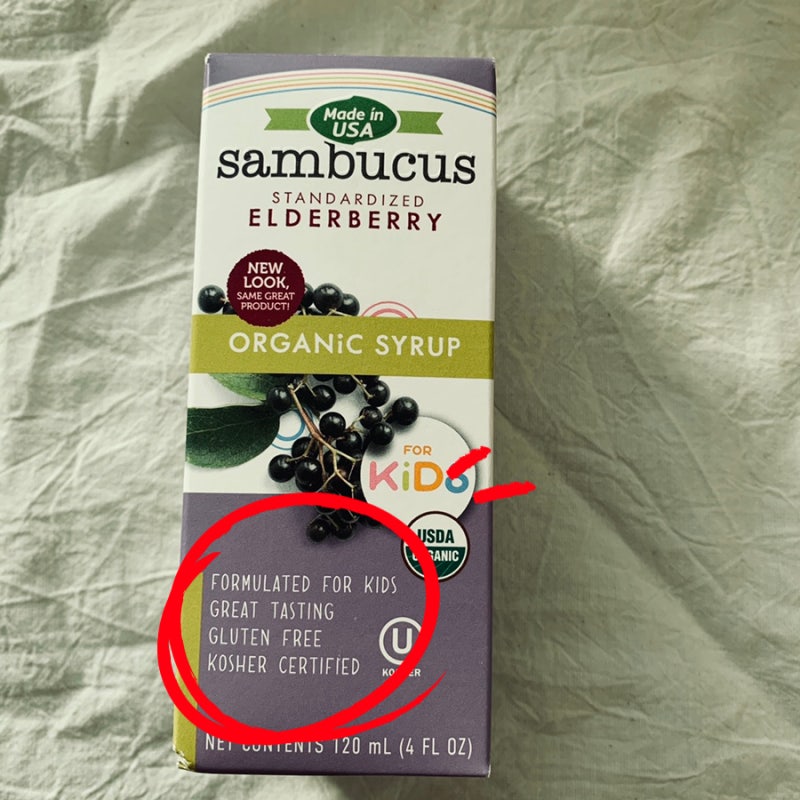 Made in
USA
sambucus
STANDARDIZED
ELDERBERRY
NEW
LOOK,
SAME GREAT
PRODUCT!
ORGANiC SYRUP
FOR
KiDS
USDA
ORGANIC
FORMULATED FOR KIDS
GREAT TASTING
GLUTEN FREE
KOSHER CERTIFIED
U
KOSHER
NET CONTENTS 120 mL (4 FL OZ)